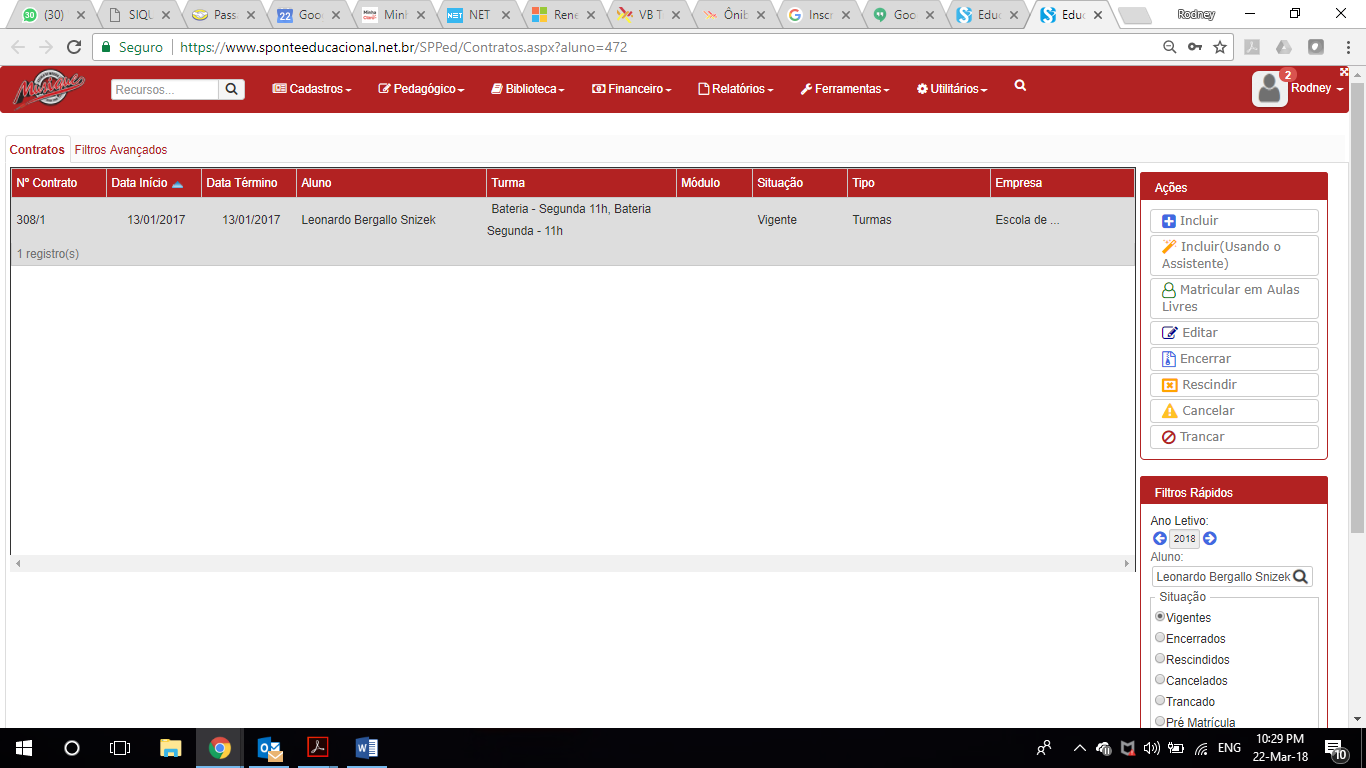 (30)
SIQU
Pass
22 Goo
Minh
NET NET
Rene
VB T
Ônib
Inscr
Goo
Educ
Educ
Rodney
Seguro | https://www.sponteeducacional.net.br/SPPed/Contratos.aspx?aluno=472
Musique
Recursos...
Cadastros
Pedagógico
Biblioteca
Financeiro
Relatórios
Ferramentas
Utilitários
2
Rodney
Contratos Filtros Avançados
Nº Contrato Data Início Data Término Aluno Turma Módulo Situação Tipo Empresa
308/1 13/01/2017 13/01/2017 Leonardo Bergallo Snizek Bateria - Segunda 11h, Bateria Segunda - 11h Vigente Turmas Escola de ...
1 registro(s)
Ações
Incluir
Incluir(Usando o
Assistente)
Matricular em Aulas
Livres
Editar
Encerrar
Rescindir
Cancelar
Trancar
Filtros Rápidos
Ano Letivo:
2018
Aluno:
Leonardo Bergallo Snizek
Situação
Vigentes
Encerrados
Rescindidos
Cancelados
Trancado
Pré Matrícula
ENG
10:29 PM
22-Mar-18
10